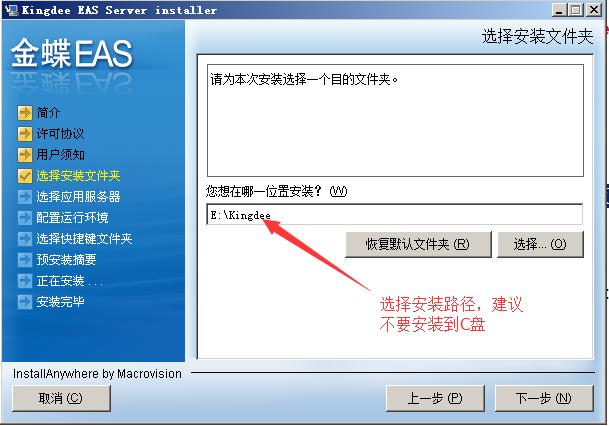 Kingdee EAS Server installer
选择安装文件夹
金蝶EAS
简介
许可协议
用户须知
选择安装文件夹
选择应用服务器
配置运行环境
选择快捷键文件夹
预安装摘要
正在安装 . . .
安装完毕
请为本次安装选择一个目的文件夹。
您想在哪一位置安装？ (W)
E:\Kingdee
恢复默认文件夹 (R)
选择... (O)
选择安装路径，建议
不要安装到C盘
InstallAnywhere by Macrovision
取消 (C)
上一步 (P)
下一步 (N)